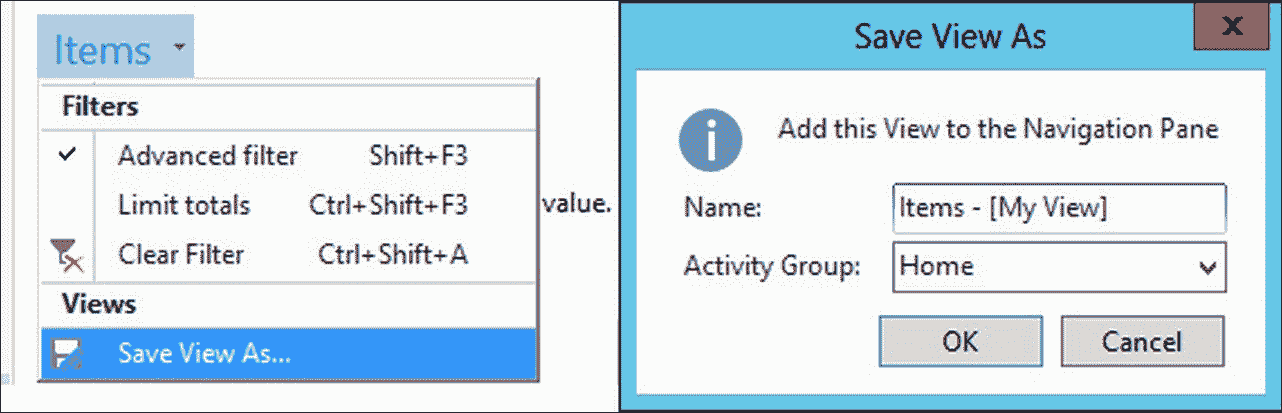 Items
Filters
Advanced filter Shift+F3
Limit totals Ctrl+Shift+F3
Clear Filter Ctrl+Shift+A
Views
Save View As...
value.
Save View As
X
Add this View to the Navigation Pane
Name: Items - [My View]
Activity Group: Home
OK Cancel